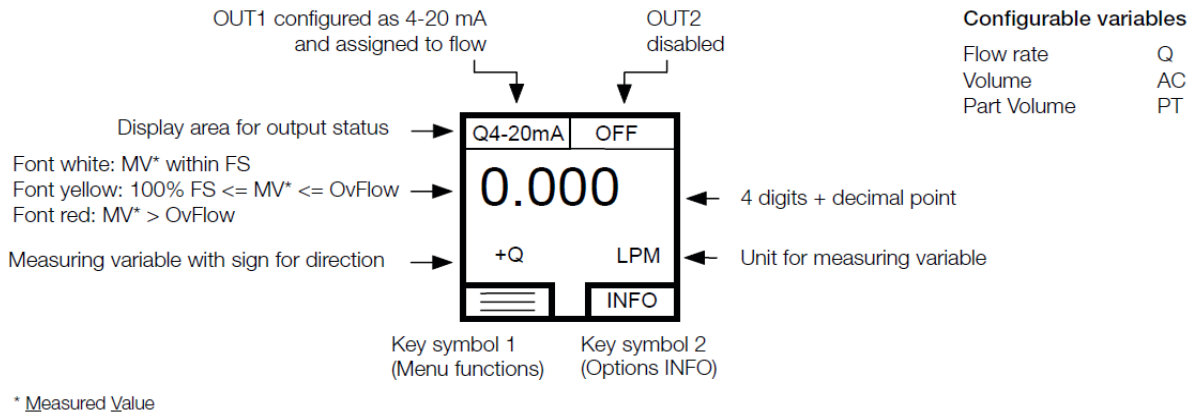 OUT1 configured as 4-20 mA
and assigned to flow
OUT2
disabled
Configurable variables
Flow rate Q
Volume AC
Part Volume PT
Display area for output status
Q4-20mA OFF
Font white: MV* within FS
Font yellow: 100% FS <= MV* <= OvFlow
Font red: MV* > OvFlow
0.000
4 digits + decimal point
Measuring variable with sign for direction
+Q LPM
Unit for measuring variable
INFO
Key symbol 1
(Menu functions)
Key symbol 2
(Options INFO)
* Measured Value